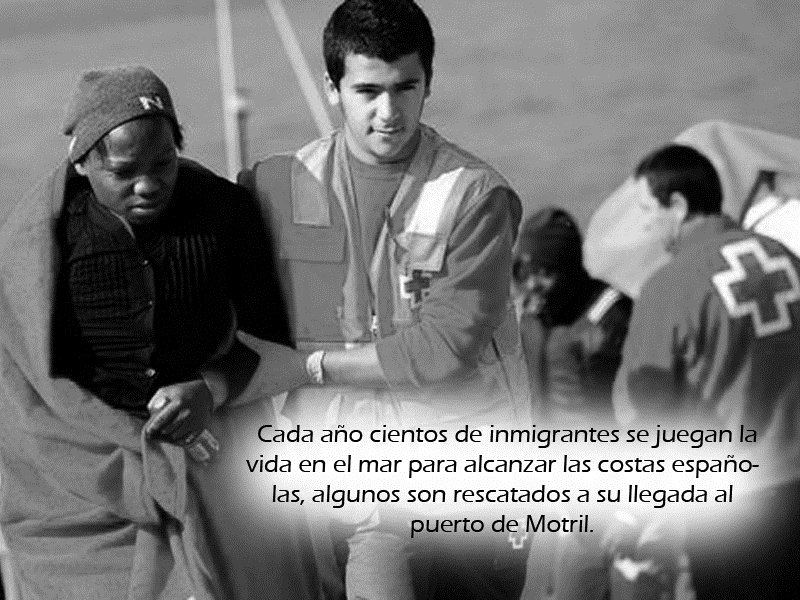 N
Cada año cientos de inmigrantes se juegan la
vida en el mar para alcanzar las costas españo-
las, algunos son rescatados a su llegada al
puerto de Motril.